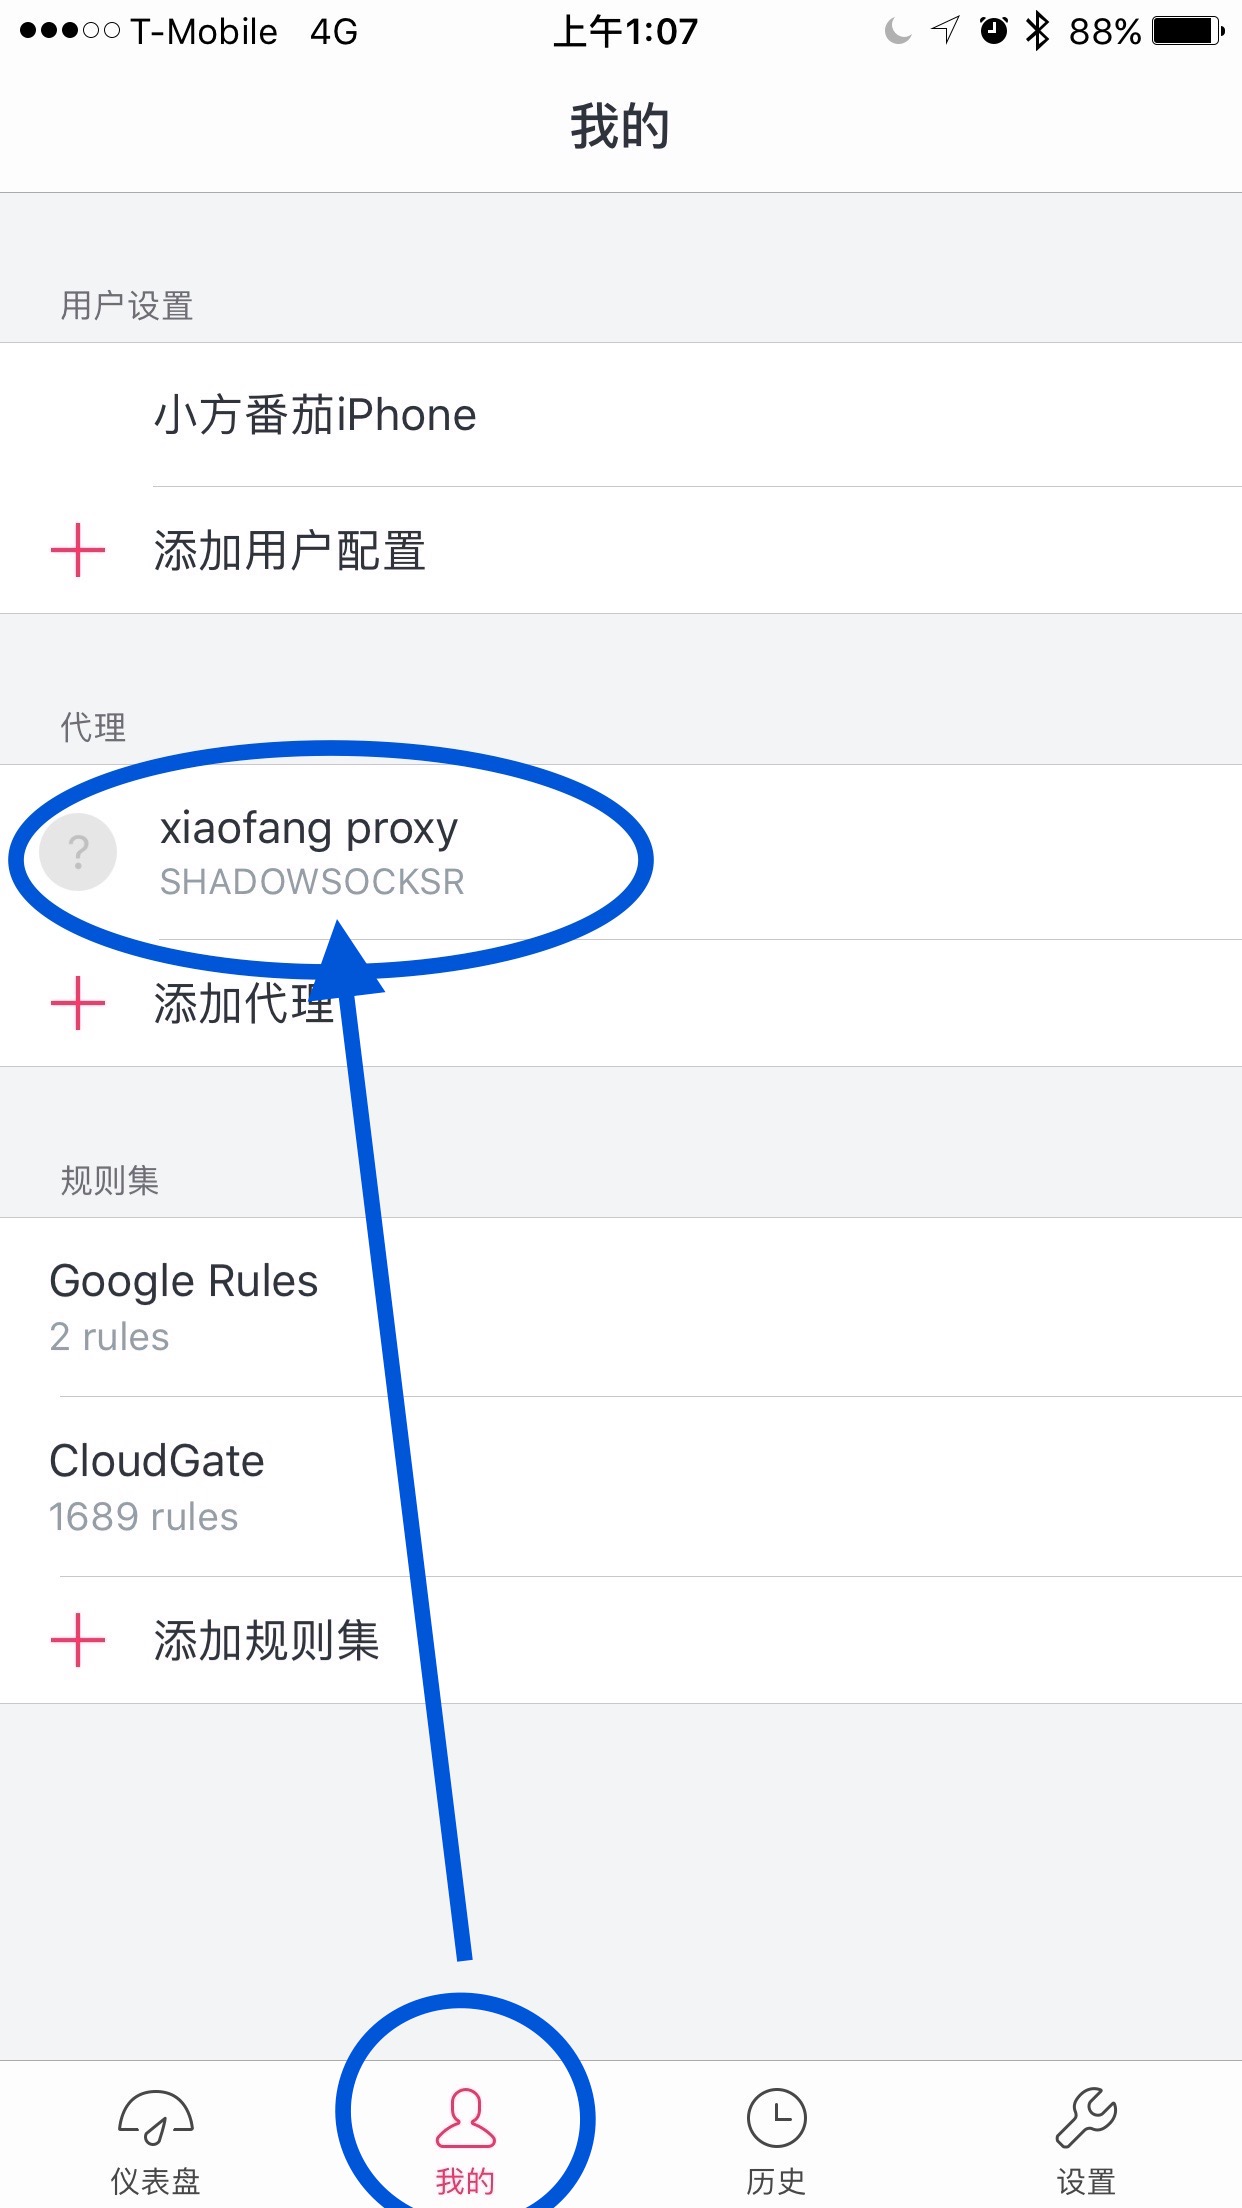 T-Mobile 4G 上午1:07 88%
我的
用户设置
小方番茄iPhone
添加用户配置
代理
?
xiaofang proxy
SHADOWSOCKSR
添加代理
规则集
Google Rules
2 rules
CloudGate
1689 rules
添加规则集
仪表盘 我的 历史 设置